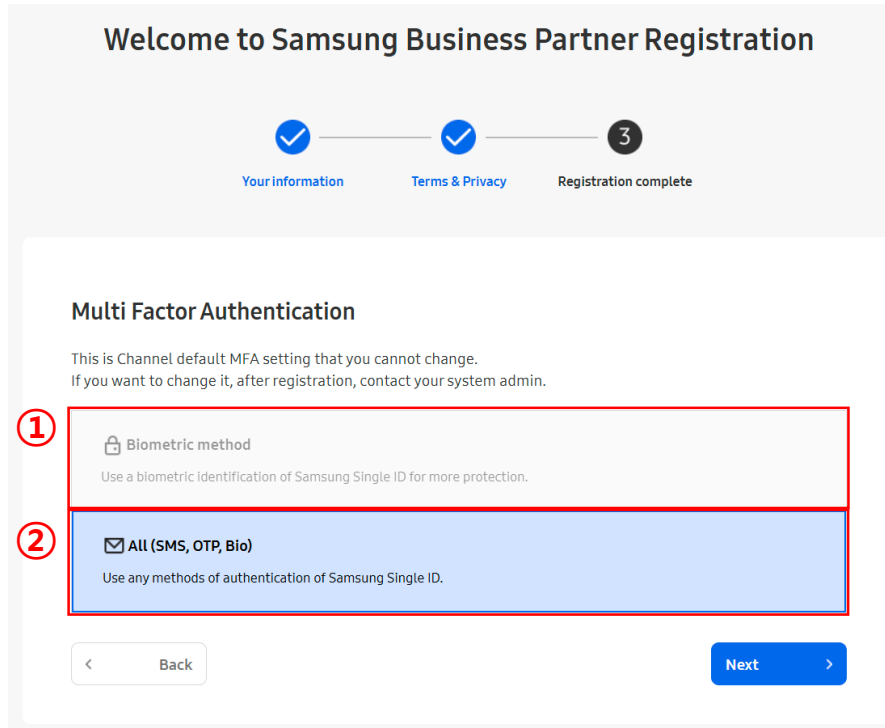 Welcome to Samsung Business Partner Registration
3
Your information
Terms & Privacy
Registration complete
Multi Factor Authentication
This is Channel default MFA setting that you cannot change.
If you want to change it, after registration, contact your system admin.
①
Biometric method
Use a biometric identification of Samsung Single ID for more protection.
②
All (SMS, OTP, Bio)
Use any methods of authentication of Samsung Single ID.
Back
Next